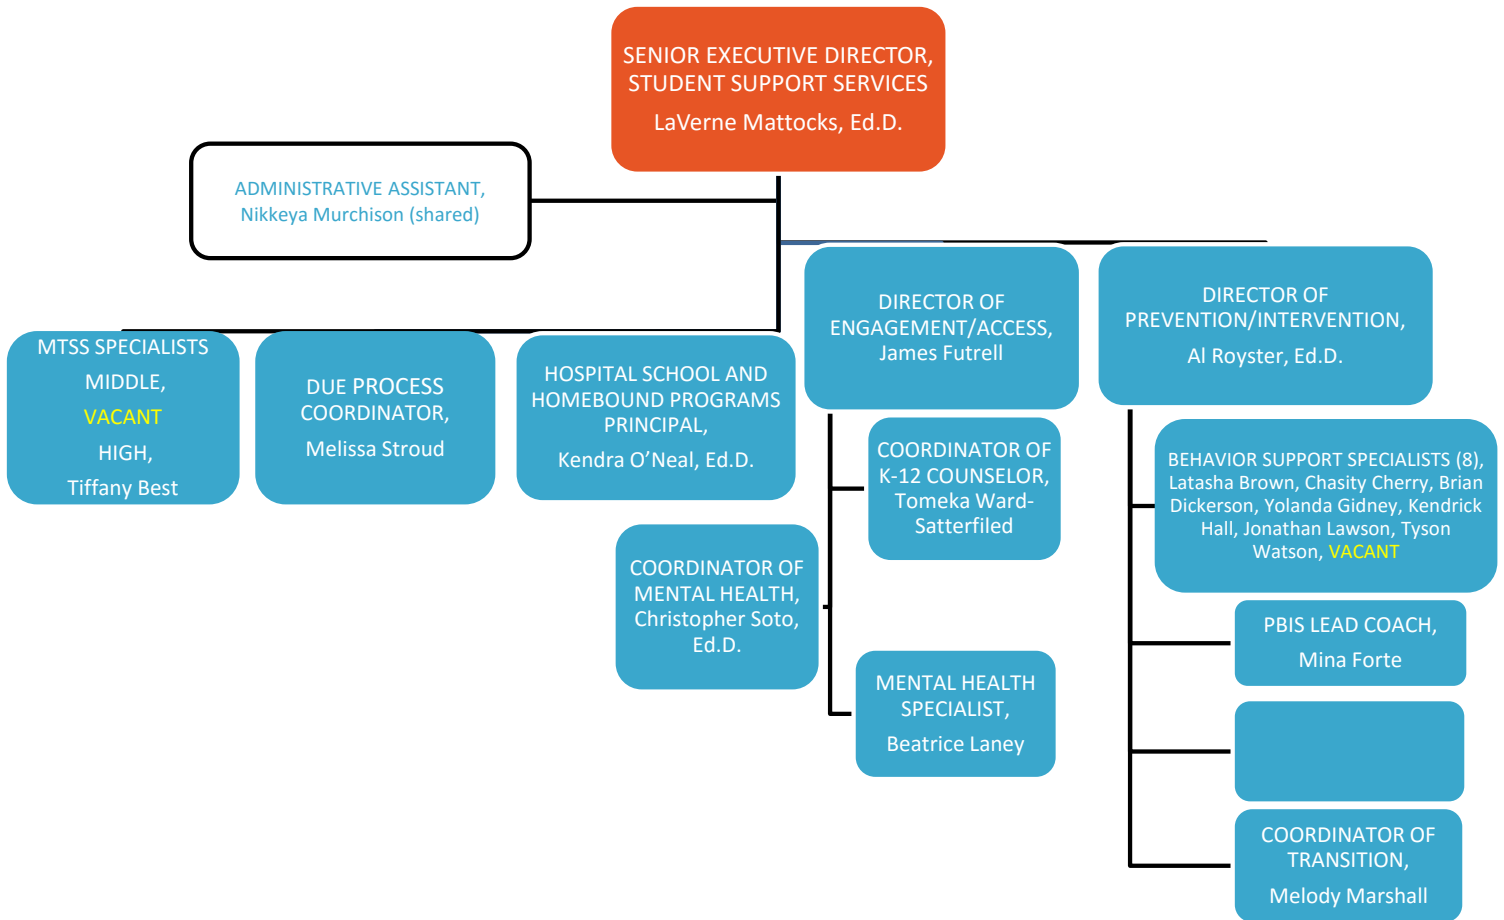 SENIOR EXECUTIVE DIRECTOR,
STUDENT SUPPORT SERVICES
LaVerne Mattocks, Ed.D.
ADMINISTRATIVE ASSISTANT,
Nikkeya Murchison (shared)
MTSS SPECIALISTS
MIDDLE,
VACANT
HIGH,
Tiffany Best
DUE PROCESS
COORDINATOR,
Melissa Stroud
HOSPITAL SCHOOL AND
HOMEBOUND PROGRAMS
PRINCIPAL,
Kendra O’Neal, Ed.D.
DIRECTOR OF
ENGAGEMENT/ACCESS,
James Futrell
COORDINATOR OF
K-12 COUNSELOR,
Tomeka Ward-
Satterfiled
COORDINATOR OF
MENTAL HEALTH,
Christopher Soto,
Ed.D.
MENTAL HEALTH
SPECIALIST,
Beatrice Laney
DIRECTOR OF
PREVENTION/INTERVENTION,
Al Royster, Ed.D.
BEHAVIOR SUPPORT SPECIALISTS (8),
Latasha Brown, Chasity Cherry, Brian
Dickerson, Yolanda Gidney, Kendrick
Hall, Jonathan Lawson, Tyson
Watson, VACANT
PBIS LEAD COACH,
Mina Forte
COORDINATOR OF
TRANSITION,
Melody Marshall